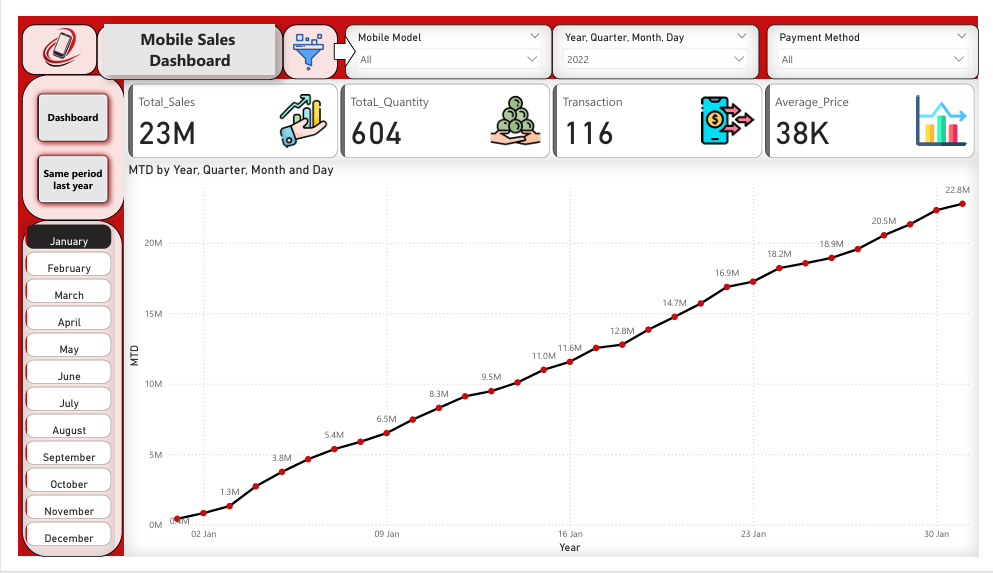 Mobile Sales
Dashboard
Mobile Model
All
Year, Quarter, Month, Day
2022
Payment Method
All
Dashboard
Same period
last year
Total_Sales
23M
TotaL_Quantity
604
Transaction
116
Average_Price
38K
January
February
March
April
May
June
July
August
September
October
November
December
MTD by Year, Quarter, Month and Day
MTD
20M
15M
10M
5M
0M
0.4M
1.3M
3.8M
5.4M
6.5M
8.3M
9.5M
11.0M
11.6M
12.8M
14.7M
16.9M
18.2M
18.9M
20.5M
22.8M
02 Jan
09 Jan
16 Jan
23 Jan
30 Jan
Year